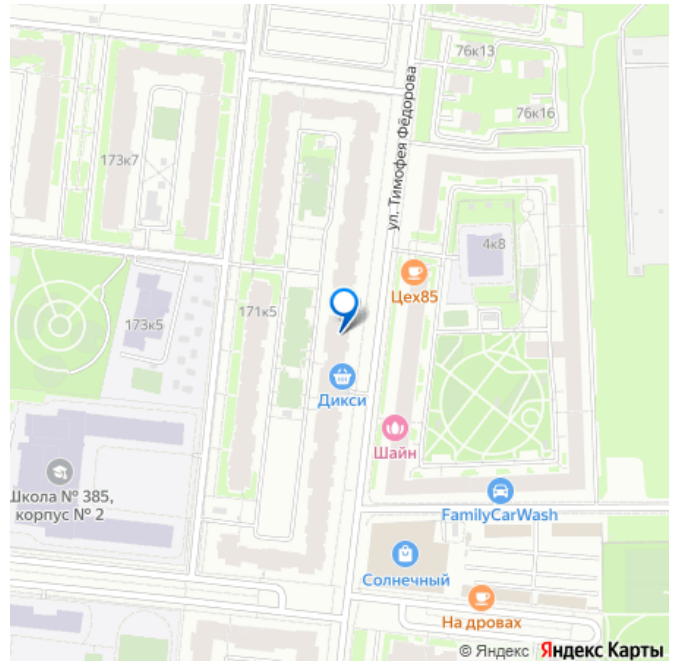 76к13
ул. Тимофея Фёдорова
76к16
173к7
4к8
Цех85
171к5
173к5
Дикси
Шайн
Школа № 385,
корпус № 2
FamilyCarWash
Солнечный
На дровах
© Яндекс Яндекс Карты